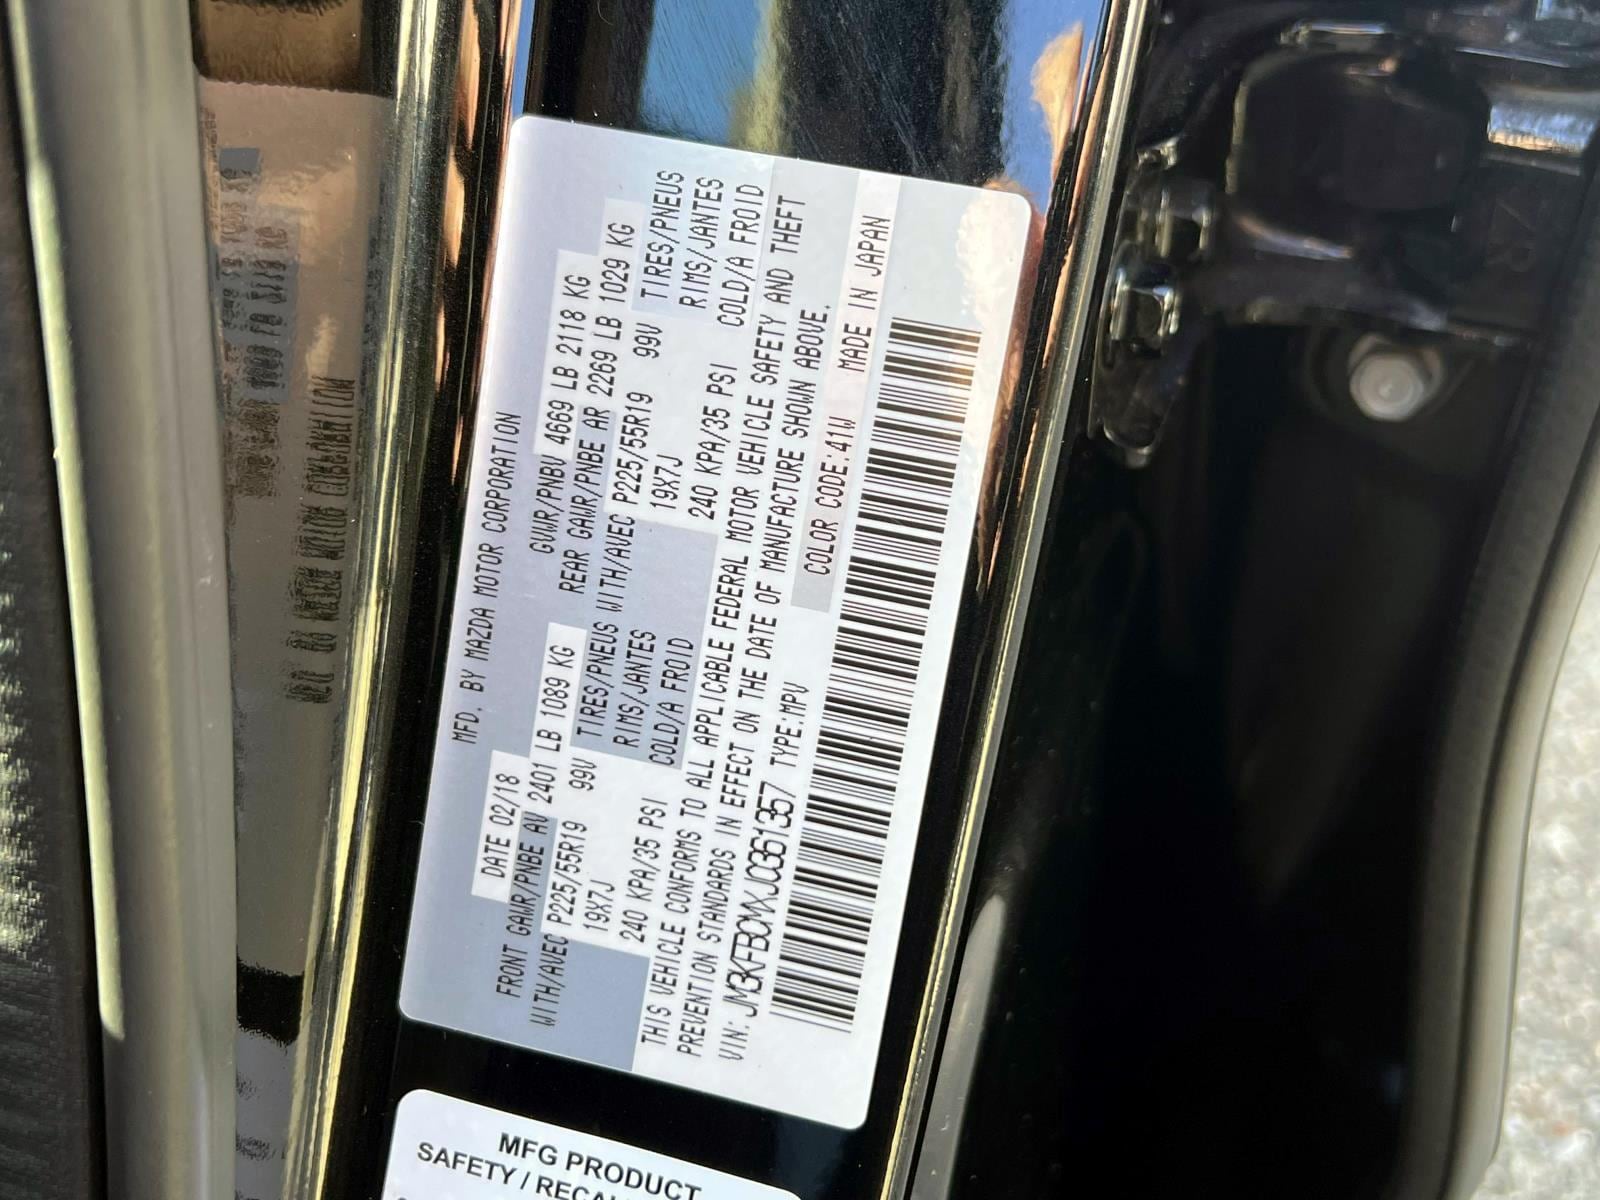 MFD. BY MAZDA MOTOR CORPORATION
DATE 02/18 GVWR/PNBV 4669 LB 2118 KG
FRONT GAWR/PNBE AV 2401 LB 1089 KG REAR GAWR/PNBE AR 2269 LB 1029 KG
WITH/AVEC P225/55R19 99V TIRES/PNEUS WITH/AVEC P225/55R19 99V TIRES/PNEUS
19X7J RIMS/JANTES 19X7J RIMS/JANTES
240 KPA/35 PSI COLD/A FROID 240 KPA/35 PSI COLD/A FROID
THIS VEHICLE CONFORMS TO ALL APPLICABLE FEDERAL MOTOR VEHICLE SAFETY AND THEFT
PREVENTION STANDARDS IN EFFECT ON THE DATE OF MANUFACTURE SHOWN ABOVE.
VIN: JM3KFBCMXJ0361357 TYPE:MPV COLOR CODE:41W MADE IN JAPAN
MFG PRODUCT
SAFETY /